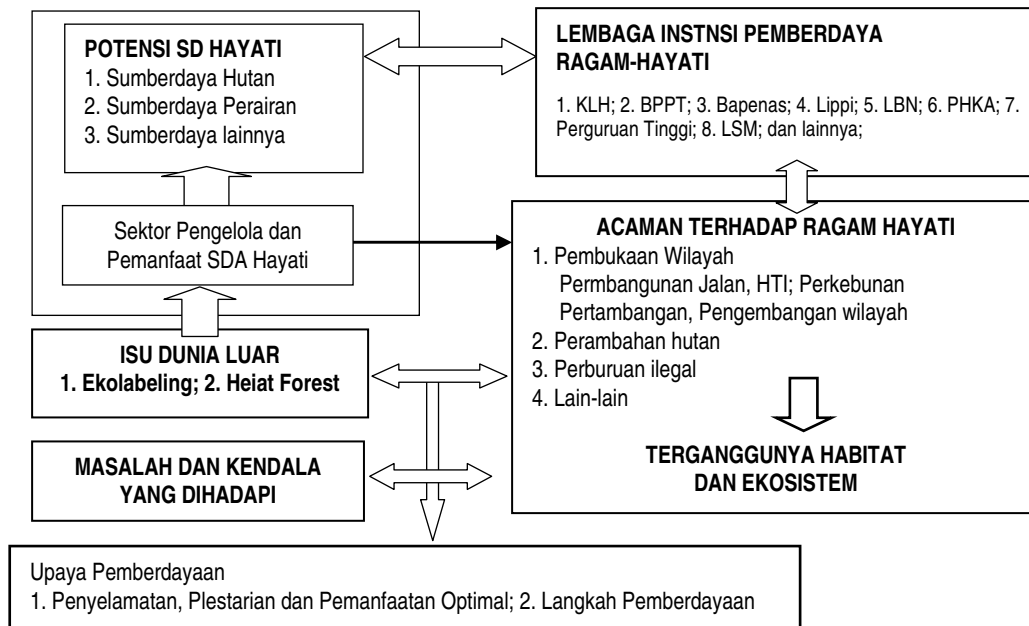 POTENSI SD HAYATI
1. Sumberdaya Hutan
2. Sumberdaya Perairan
3. Sumberdaya lainnya
LEMBAGA INSTNSI PEMBERDAYA
RAGAM-HAYATI
1. KLH; 2. BPPT; 3. Bapenas; 4. Lippi; 5. LBN; 6. PHKA; 7.
Perguruan Tinggi; 8. LSM; dan lainnya;
Sektor Pengelola dan
Pemanfaat SDA Hayati
ACAMAN TERHADAP RAGAM HAYATI
1. Pembukaan Wilayah
Permbangunan Jalan, HTI; Perkebunan
Pertambangan, Pengembangan wilayah
2. Perambahan hutan
3. Perburuan ilegal
4. Lain-lain
TERGANGGUNYA HABITAT
DAN EKOSISTEM
ISU DUNIA LUAR
1. Ekolabeling; 2. Heiat Forest
MASALAH DAN KENDALA
YANG DIHADAPI
Upaya Pemberdayaan
1. Penyelamatan, Plestarian dan Pemanfaatan Optimal; 2. Langkah Pemberdayaan